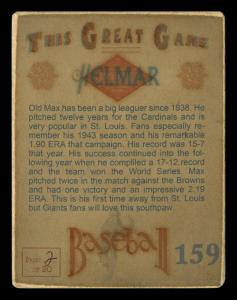 THIS GREAT GAME
HELMAR
Old Max has been a big leaguer since 1938. He
pitched twelve years for the Cardinals and is
very popular in St. Louis. Fans especially re-
member his 1943 season and his remarkable
1.90 ERA that campaign. His record was 15-7
that year. His success continued into the fol-
lowing year when he compiled a 17-12 record
and the team won the World Series. Max
pitched twice in the match against the Browns
and had one victory and an impressive 2.19
ERA. This is his first time away from St. Louis
but Giants fans will love this southpaw.
Baseball
159